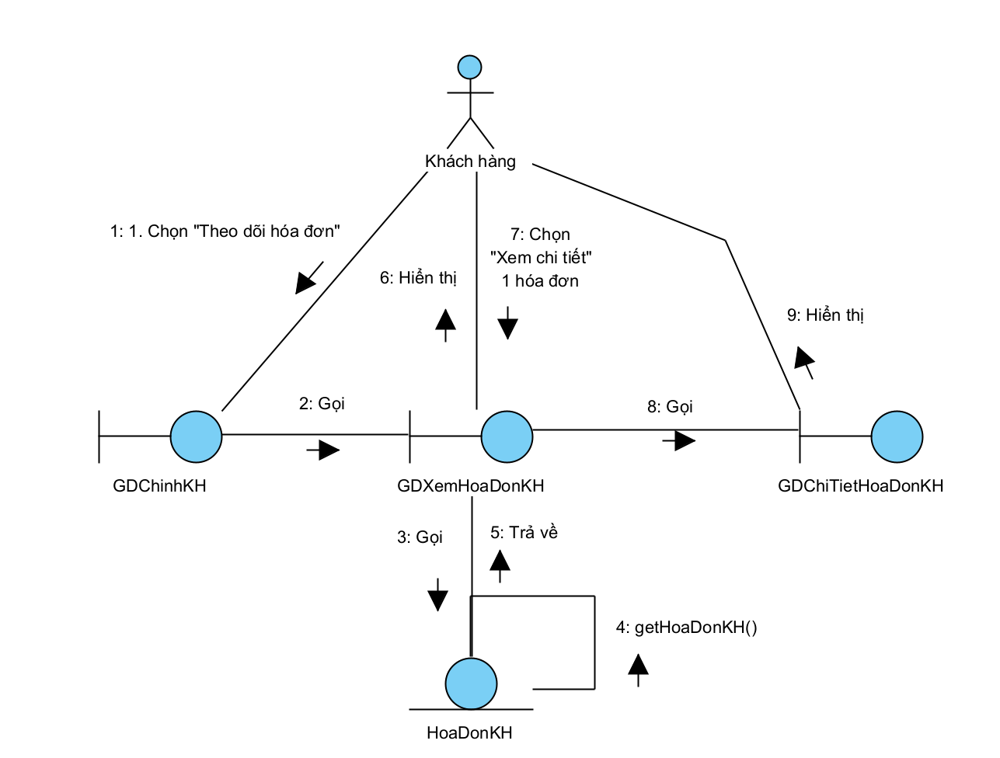 Khách hàng
1: 1. Chọn "Theo dõi hóa đơn"
6: Hiển thị
7: Chọn
"Xem chi tiết"
1 hóa đơn
9: Hiển thị
2: Gọi
8: Gọi
GDChinhKH
GDXemHoaDonKH
GDChiTietHoaDonKH
3: Gọi
5: Trả về
4: getHoaDonKH()
HoaDonKH